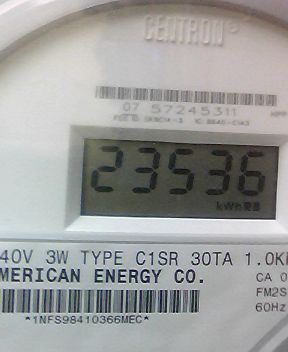 CENTRON®
07 57245311
23536
kWh
40V 3W TYPE C1SR 30TA 1.0K
MERICAN ENERGY CO.
CA 0
FM2S
60Hz
*1NFS98410366MEC*